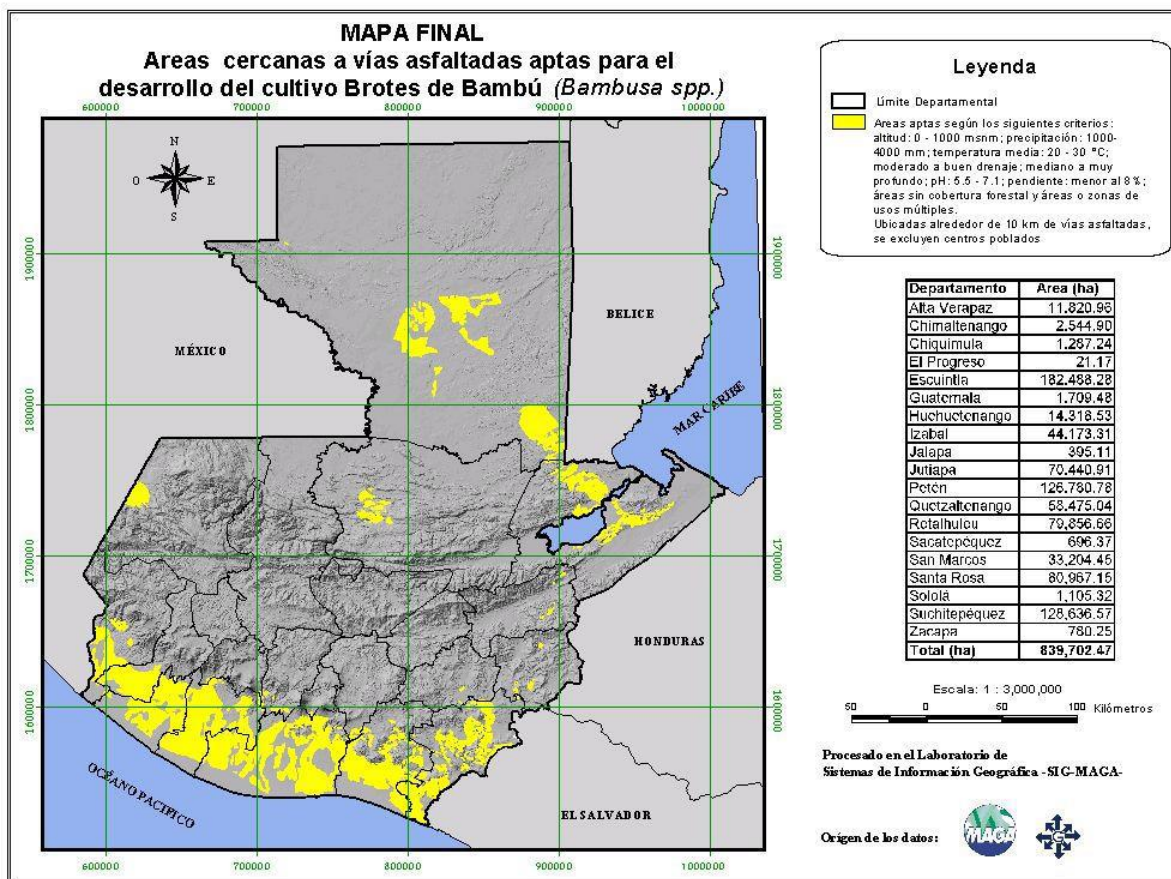 MAPA FINAL
Areas cercanas a vías asfaltadas aptas para el
desarrollo del cultivo Brotes de Bambú (Bambusa spp.)
600000 700000 800000 900000 1000000
N
O E
S
1900000 1900000
BELICE
MÉXICO
1800000 1800000
MAR CARIBE
1700000 1700000
HONDURAS
1600000 1600000
OCÉANO PACIFICO
EL SALVADOR
600000 700000 800000 900000 1000000
Leyenda
Límite Departamental
Areas aptas según los siguientes criterios:
altitud: 0 - 1000 msnm; precipitación: 1000-
4000 mm; temperatura media: 20 - 30 °C;
moderado a buen drenaje; mediano a muy
profundo; pH: 5.5 - 7.1; pendiente: menor al 8%;
áreas sin cobertura forestal y áreas o zonas de
usos múltiples.
Ubicadas alrededor de 10 km de vías asfaltadas,
se excluyen centros poblados
Departamento Area (ha)
Alta Verapaz 11,820.96
Chimaltenango 2,544.90
Chiquimula 1,287.24
El Progreso 21.17
Escuintla 182,488.28
Guatemala 1,709.48
Huehuetenango 14,318.53
Izabal 44,173.31
Jalapa 395.11
Jutiapa 70,440.91
Petén 126,780.78
Quetzaltenango 58,475.04
Retalhuleu 79,856.66
Sacatepéquez 696.37
San Marcos 33,204.45
Santa Rosa 80,967.15
Sololá 1,105.32
Suchitepéquez 128,636.57
Zacapa 780.25
Total (ha) 839,702.47
Escala: 1 : 3,000,000
50 0 50 100 Kilómetros
Procesado en el Laboratorio de
Sistemas de Información Geográfica -SIG-MAGA-
Orígen de los datos:
MAGA
G